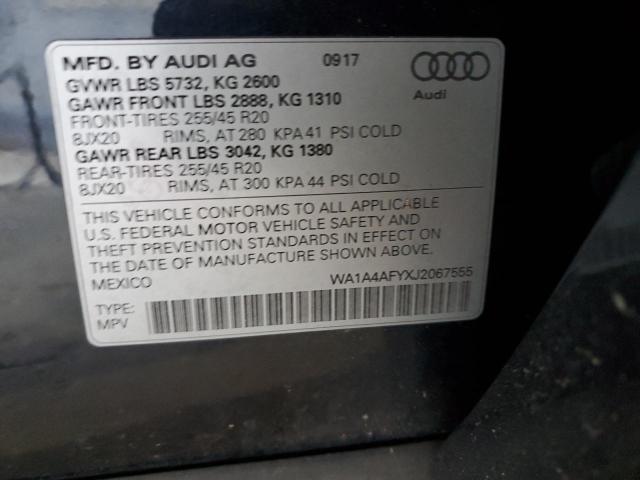 MFD. BY AUDI AG 0917
Audi
GVWR LBS 5732, KG 2600
GAWR FRONT LBS 2888, KG 1310
FRONT-TIRES 255/45 R20
8JX20 RIMS, AT 280 KPA 41 PSI COLD
GAWR REAR LBS 3042, KG 1380
REAR-TIRES 255/45 R20
8JX20 RIMS, AT 300 KPA 44 PSI COLD
THIS VEHICLE CONFORMS TO ALL APPLICABLE
U.S. FEDERAL MOTOR VEHICLE SAFETY AND
THEFT PREVENTION STANDARDS IN EFFECT ON
THE DATE OF MANUFACTURE SHOWN ABOVE.
MEXICO WA1A4AFYXJ2067555
TYPE:
MPV